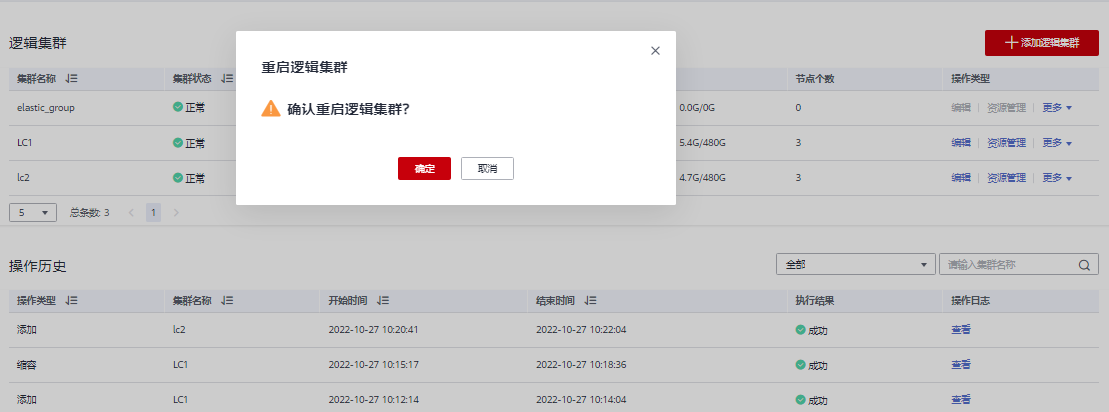 逻辑集群
添加逻辑集群
重启逻辑集群
确认重启逻辑集群?
确定 取消
集群名称 集群状态 节点个数 操作类型
elastic_group 正常 0.0G/0G 0 编辑 资源管理 更多
LC1 正常 5.4G/480G 3 编辑 资源管理 更多
lc2 正常 4.7G/480G 3 编辑 资源管理 更多
5 总条数: 3 1
操作历史 全部 请输入集群名称
操作类型 集群名称 开始时间 结束时间 执行结果 操作日志
添加 lc2 2022-10-27 10:20:41 2022-10-27 10:22:04 成功 查看
缩容 LC1 2022-10-27 10:15:17 2022-10-27 10:18:36 成功 查看
添加 LC1 2022-10-27 10:12:14 2022-10-27 10:14:04 成功 查看